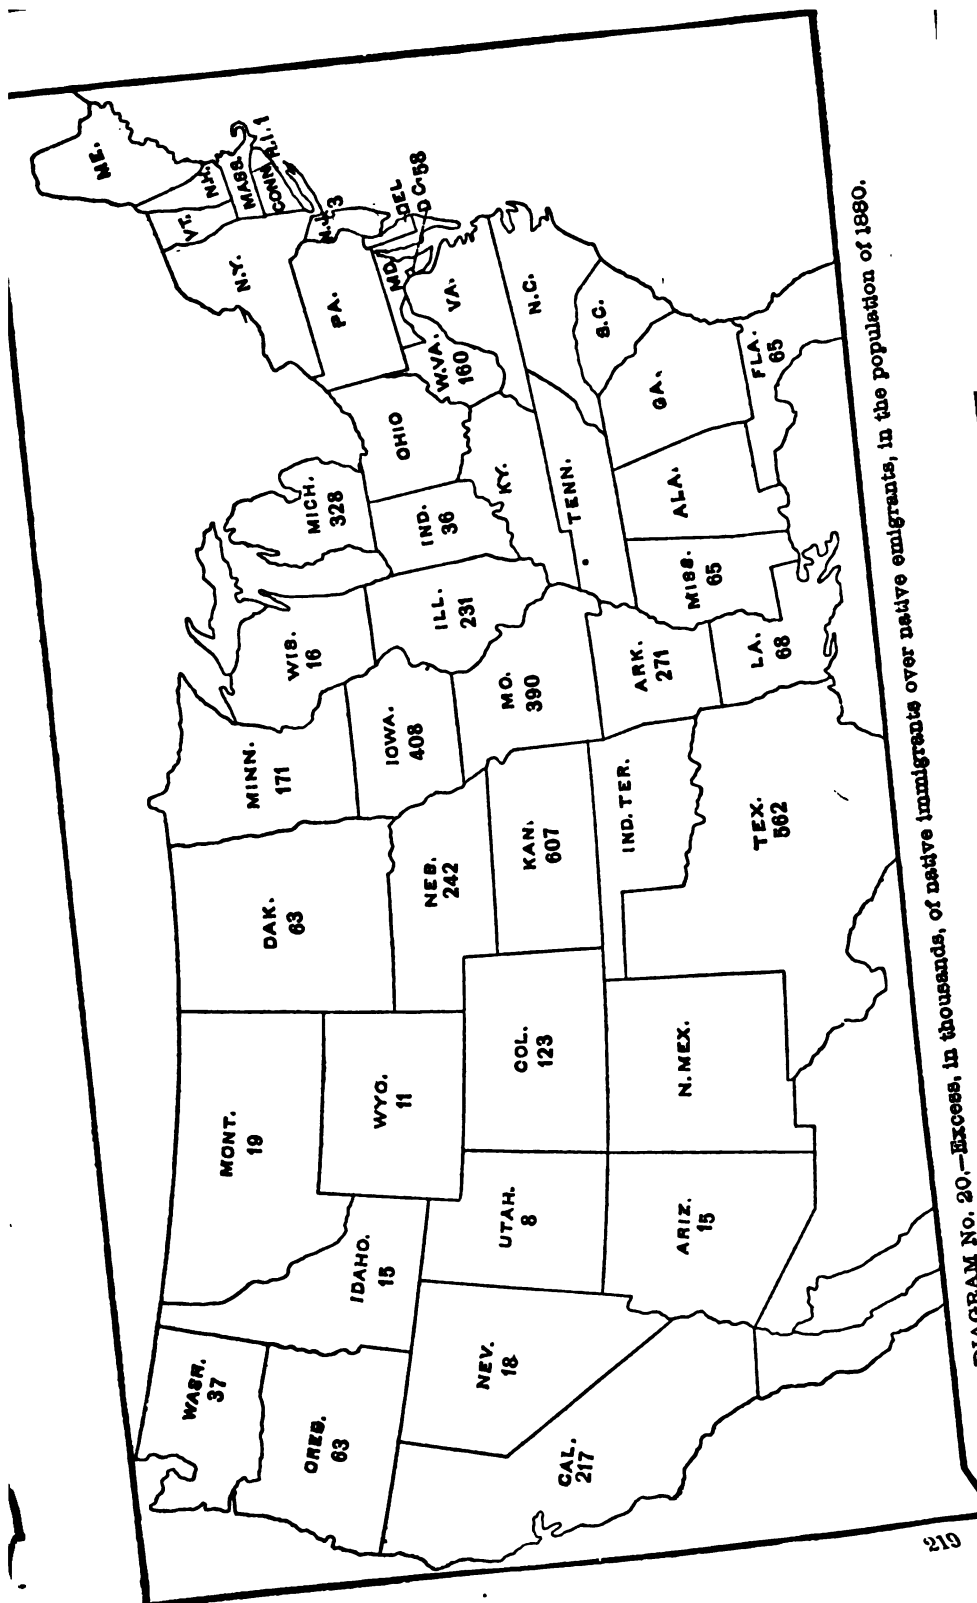 WASH.
37
OREG.
63
CAL.
217
NEV.
18
IDAHO.
15
MONT.
19
WYO.
11
UTAH.
8
ARIZ.
15
COL.
123
N.MEX.
DAK.
63
NEB.
242
KAN.
607
IND. TER.
TEX.
562
MINN.
171
IOWA.
408
MO.
390
ARK.
271
LA.
68
WIS.
16
ILL.
231
MICH.
328
IND.
36
OHIO
KY.
TENN.
MISS.
65
ALA.
GA.
FLA.
65
S.C.
N.C.
VA.
W.VA.
160
MD.
DEL
D.C. 58
PA.
N.J. 3
N.Y.
VT.
N.H.
MASS.
CONN.
R.I. 1
ME.
DIAGRAM No. 20.—Excess, in thousands, of native immigrants over native emigrants, in the population of 1880.
219